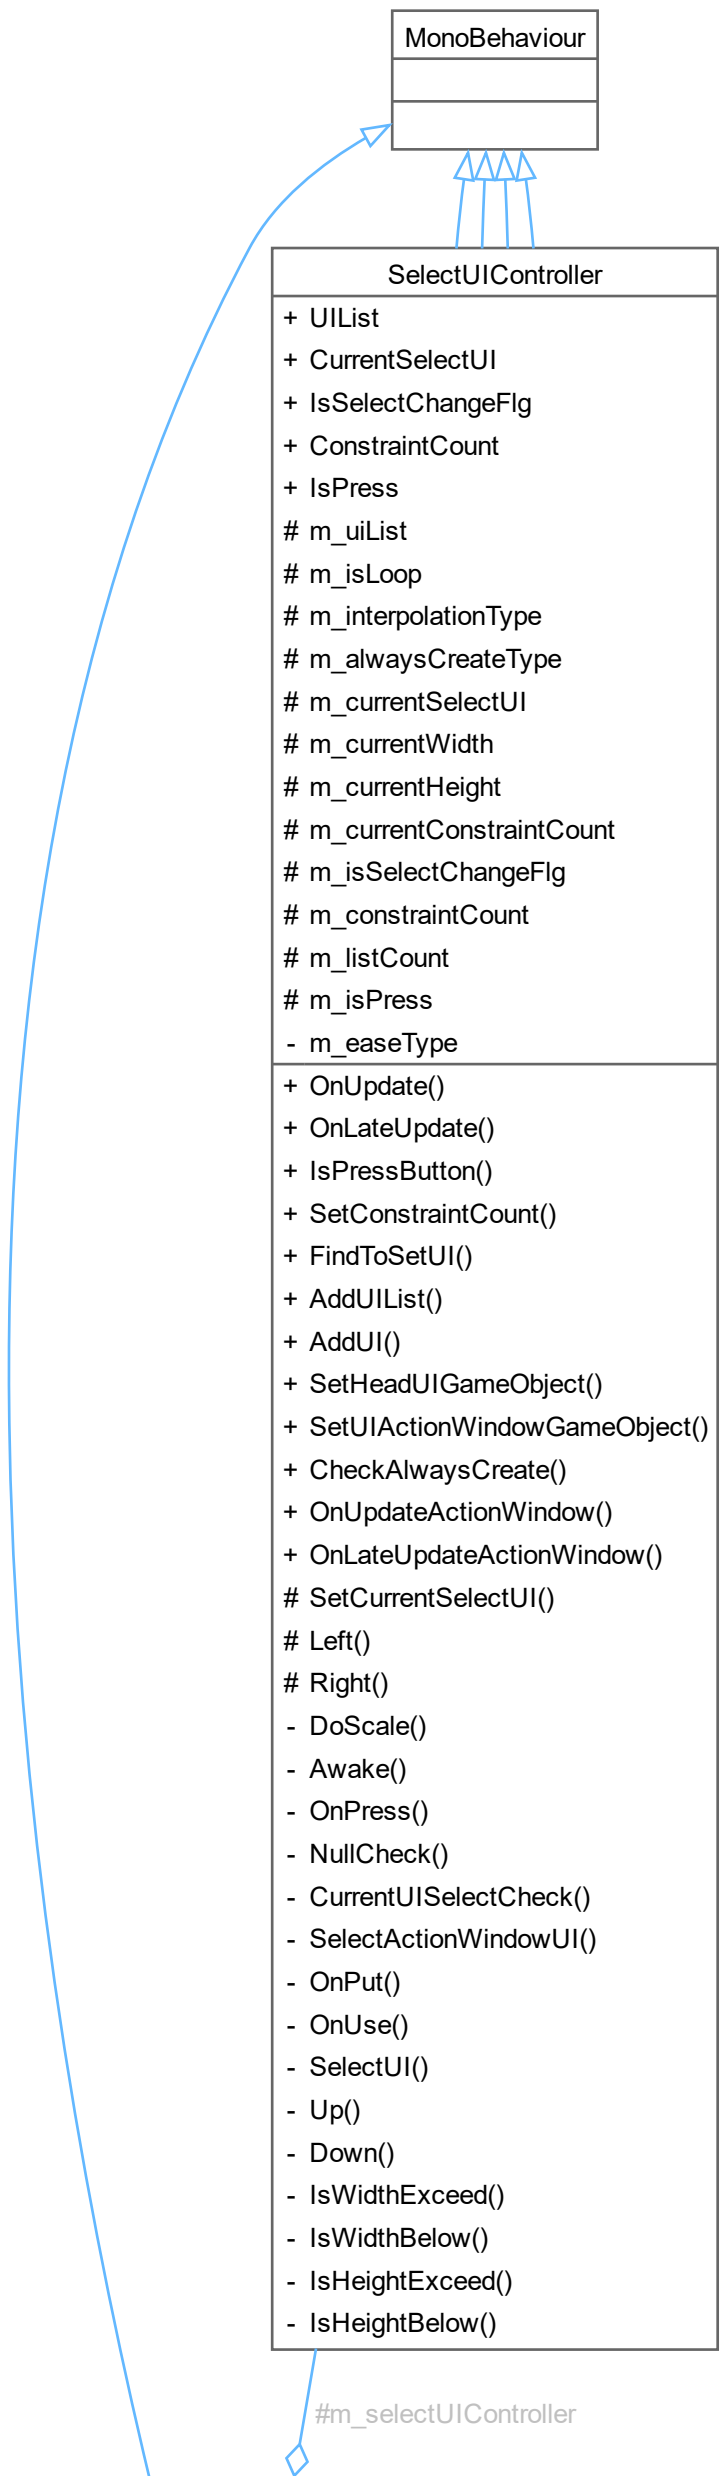 MonoBehaviour
SelectUIController
+ UIList
+ CurrentSelectUI
+ IsSelectChangeFlg
+ ConstraintCount
+ IsPress
# m_uiList
# m_isLoop
# m_interpolationType
# m_alwaysCreateType
# m_currentSelectUI
# m_currentWidth
# m_currentHeight
# m_currentConstraintCount
# m_isSelectChangeFlg
# m_constraintCount
# m_listCount
# m_isPress
- m_easeType
+ OnUpdate()
+ OnLateUpdate()
+ IsPressButton()
+ SetConstraintCount()
+ FindToSetUI()
+ AddUIList()
+ AddUI()
+ SetHeadUIGameObject()
+ SetUIActionWindowGameObject()
+ CheckAlwaysCreate()
+ OnUpdateActionWindow()
+ OnLateUpdateActionWindow()
# SetCurrentSelectUI()
# Left()
# Right()
- DoScale()
- Awake()
- OnPress()
- NullCheck()
- CurrentUISelectCheck()
- SelectActionWindowUI()
- OnPut()
- OnUse()
- SelectUI()
- Up()
- Down()
- IsWidthExceed()
- IsWidthBelow()
- IsHeightExceed()
- IsHeightBelow()
#m_selectUIController